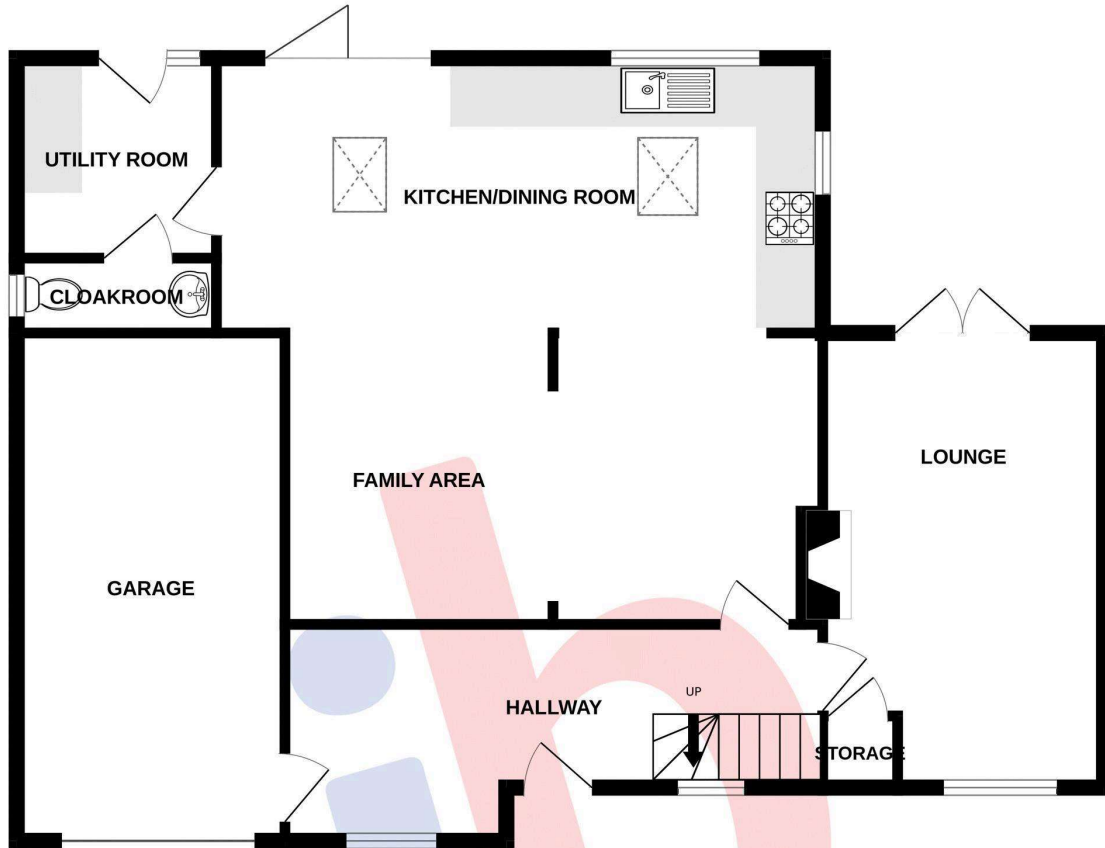 UTILITY ROOM
KITCHEN/DINING ROOM
CLOAKROOM
LOUNGE
FAMILY AREA
GARAGE
UP
HALLWAY
STORAGE